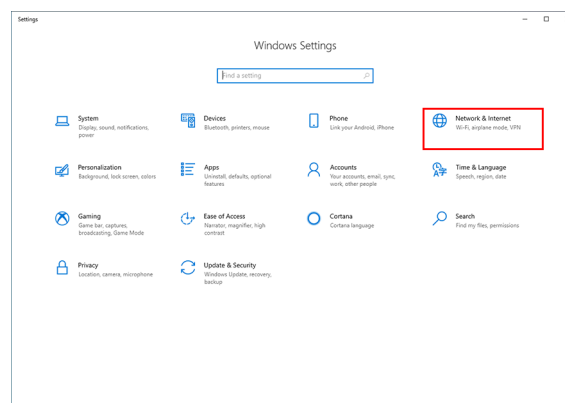 Settings
Windows Settings
Find a setting
System
Display, sound, notifications,
power
Devices
Bluetooth, printers, mouse
Phone
Link your Android, iPhone
Network & Internet
Wi-Fi, airplane mode, VPN
Personalization
Background, lock screen, colors
Apps
Uninstall, defaults, optional
features
Accounts
Your accounts, email, sync,
work, other people
Time & Language
Speech, region, date
Gaming
Game bar, captures,
broadcasting, Game Mode
Ease of Access
Narrator, magnifier, high
contrast
Cortana
Cortana language
Search
Find my files, permissions
Privacy
Location, camera, microphone
Update & Security
Windows Update, recovery,
backup